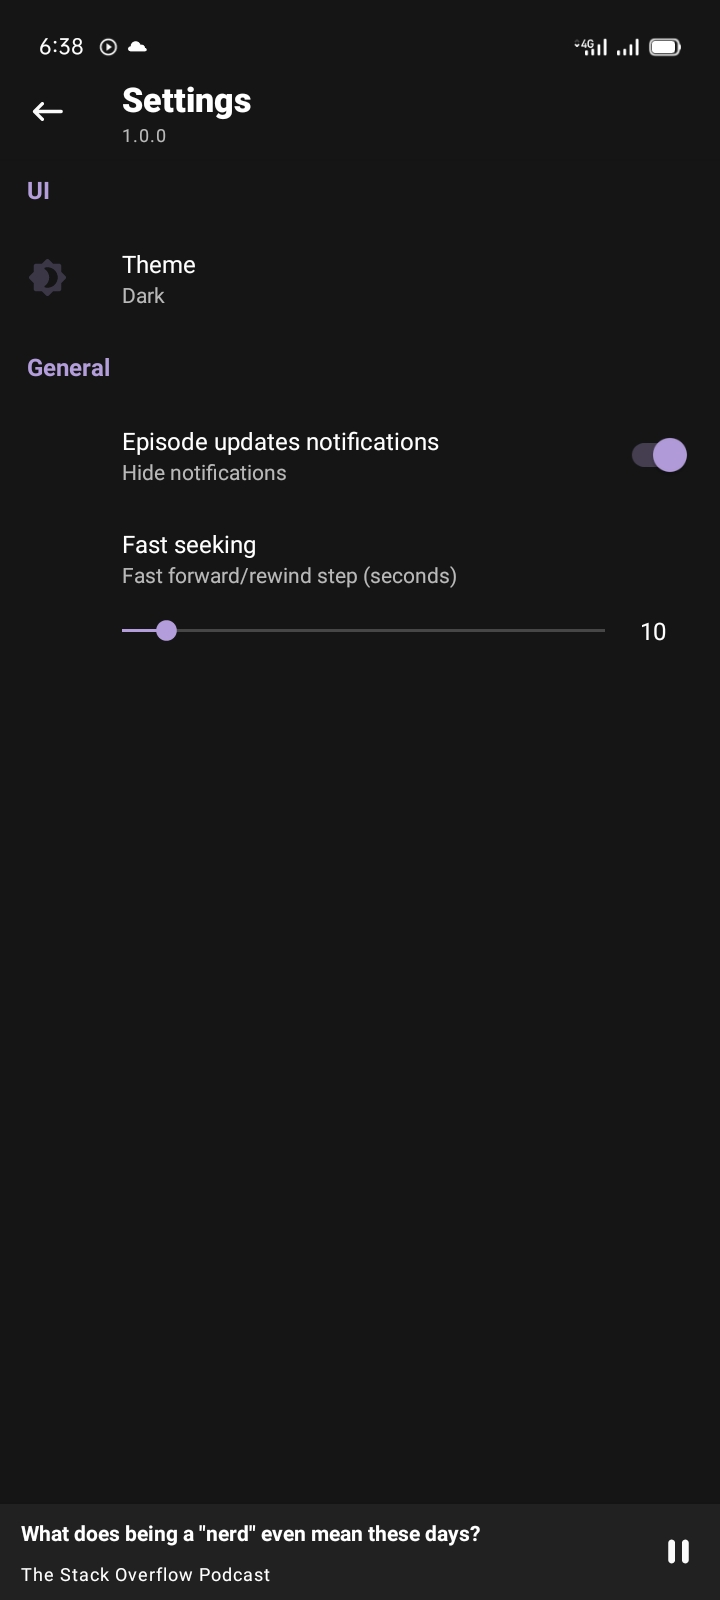 6:38
4G
Settings
1.0.0
UI
Theme
Dark
General
Episode updates notifications
Hide notifications
Fast seeking
Fast forward/rewind step (seconds)
10
What does being a "nerd" even mean these days?
The Stack Overflow Podcast